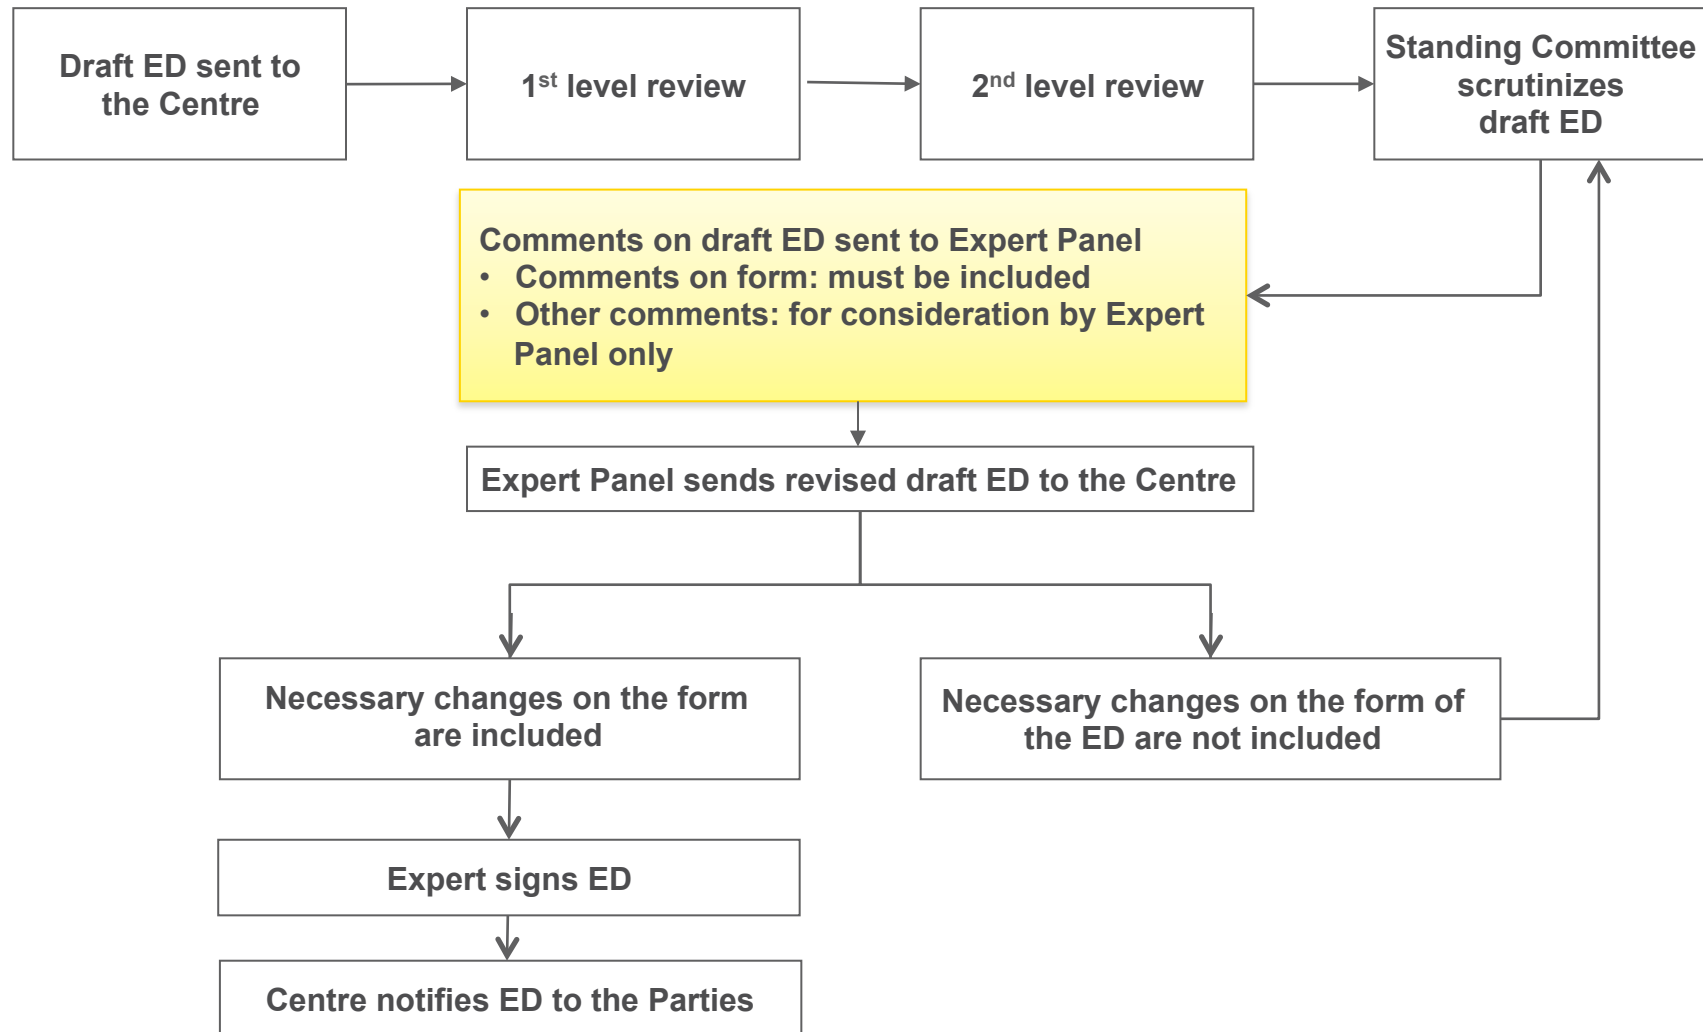 Draft ED sent to
the Centre
1st level review
2nd level review
Standing Committee
scrutinizes
draft ED
Comments on draft ED sent to Expert Panel
• Comments on form: must be included
• Other comments: for consideration by Expert
Panel only
Expert Panel sends revised draft ED to the Centre
Necessary changes on the form
are included
Necessary changes on the form of
the ED are not included
Expert signs ED
Centre notifies ED to the Parties